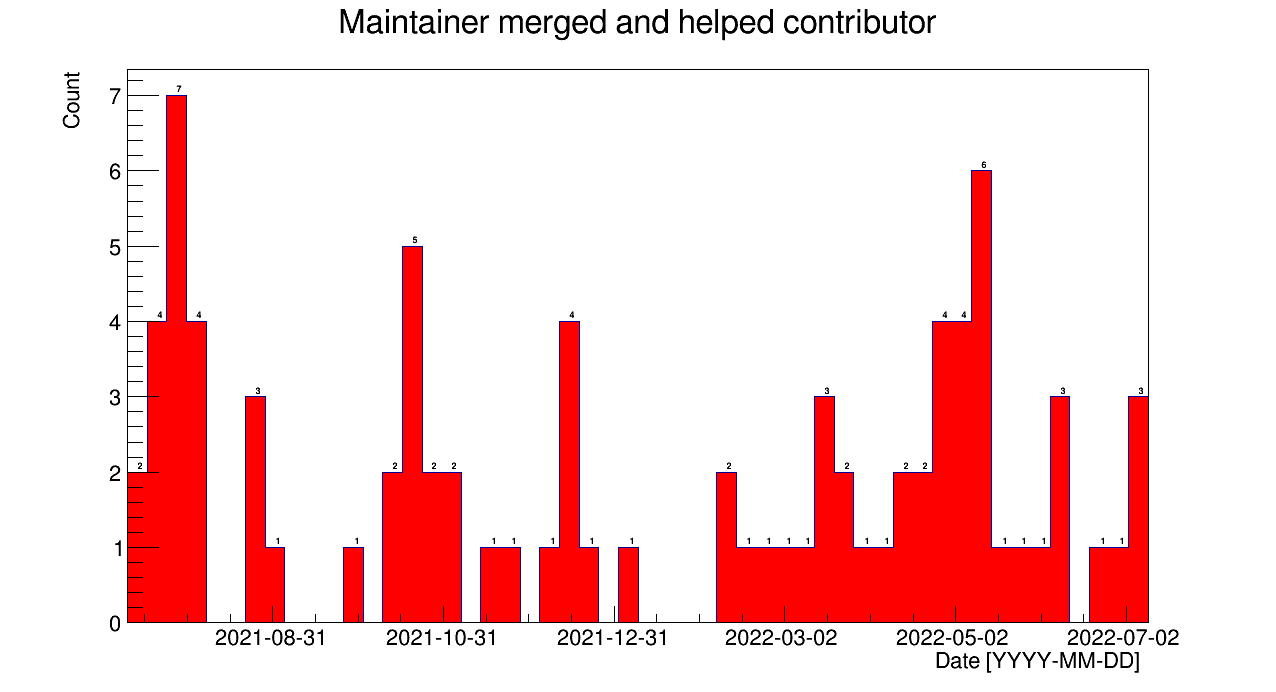 Maintainer merged and helped contributor
Count
7
6
5
4
3
2
1
0
2 4 7 4 3 1 1 2 5 2 2 1 1 1 4 1 1 2 1 1 1 1 3 2 1 1 2 2 4 4 6 1 1 1 3 1 1 3
2021-08-31 2021-10-31 2021-12-31 2022-03-02 2022-05-02 2022-07-02
Date [YYYY-MM-DD]